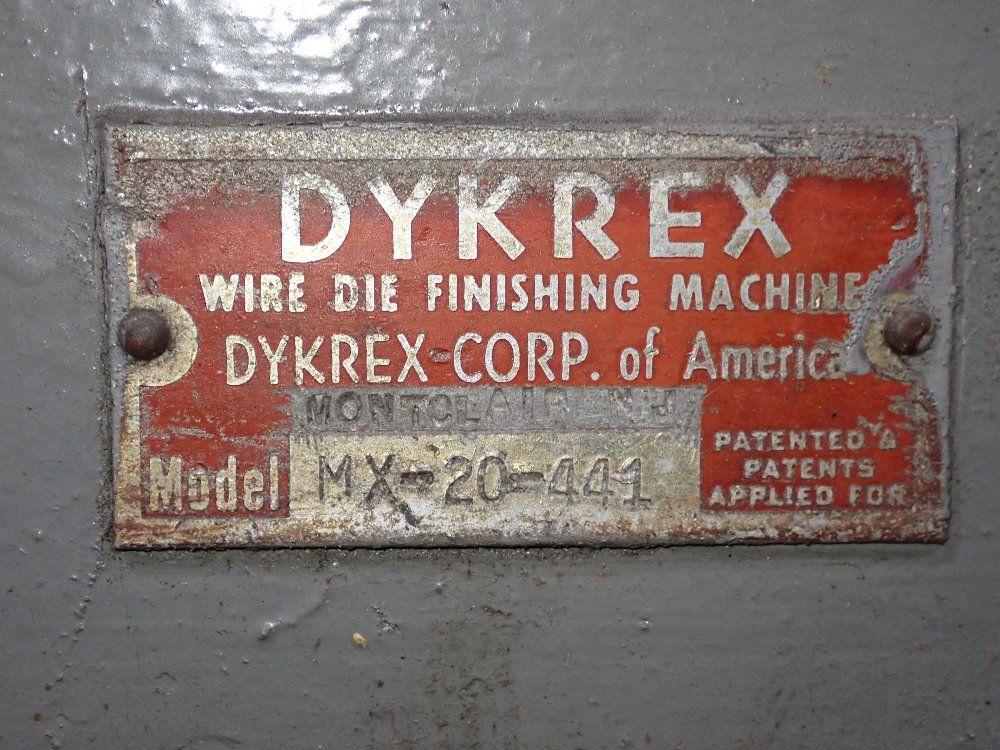 DYKREX
WIRE DIE FINISHING MACHINE
DYKREX-CORP. of America
MONTCLAIR N.J.
Model MX-20-441
PATENTED &
PATENTS
APPLIED FOR